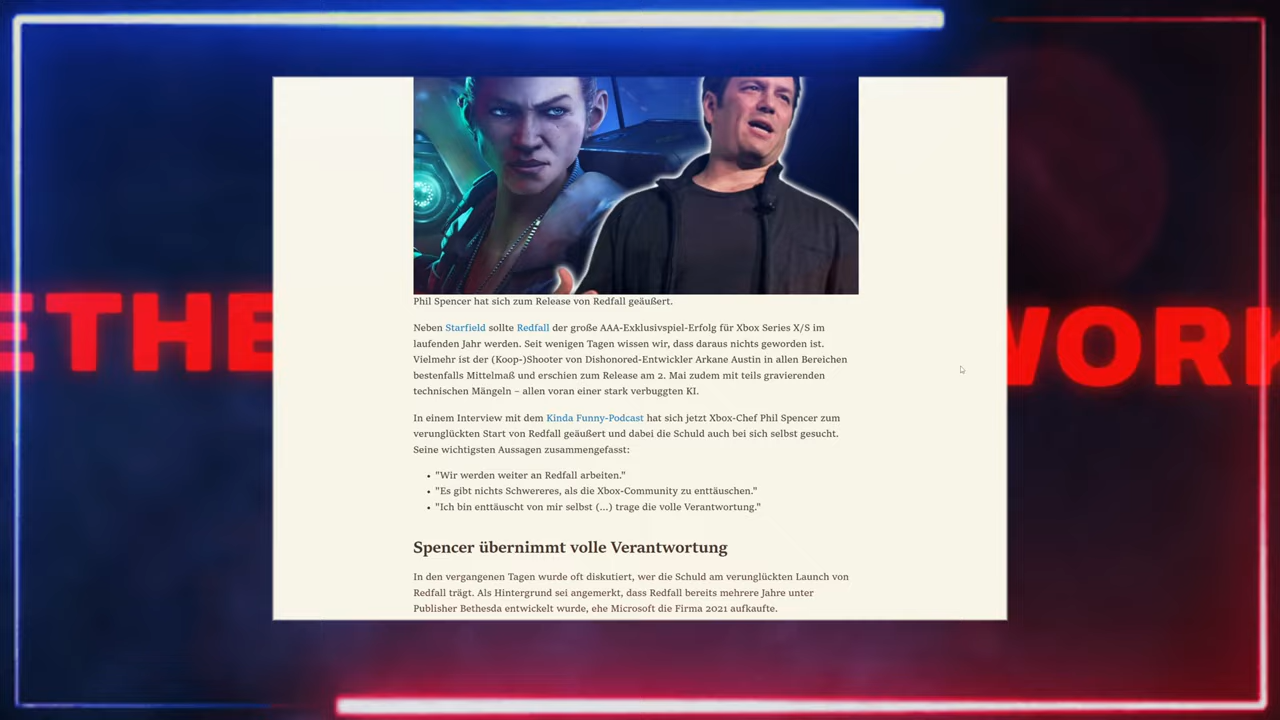 ETHE
WORK
Phil Spencer hat sich zum Release von Redfall geäußert.
Neben Starfield sollte Redfall der große AAA-Exklusivspiel-Erfolg für Xbox Series X/S im
laufenden Jahr werden. Seit wenigen Tagen wissen wir, dass daraus nichts geworden ist.
Vielmehr ist der (Koop-)Shooter von Dishonored-Entwickler Arkane Austin in allen Bereichen
bestenfalls Mittelmaß und erschien zum Release am 2. Mai zudem mit teils gravierenden
technischen Mängeln – allen voran einer stark verbuggten KI.
In einem Interview mit dem Kinda Funny-Podcast hat sich jetzt Xbox-Chef Phil Spencer zum
verunglückten Start von Redfall geäußert und dabei die Schuld auch bei sich selbst gesucht.
Seine wichtigsten Aussagen zusammengefasst:
• "Wir werden weiter an Redfall arbeiten."
• "Es gibt nichts Schwereres, als die Xbox-Community zu enttäuschen."
• "Ich bin enttäuscht von mir selbst (...) trage die volle Verantwortung."
Spencer übernimmt volle Verantwortung
In den vergangenen Tagen wurde oft diskutiert, wer die Schuld am verunglückten Launch von
Redfall trägt. Als Hintergrund sei angemerkt, dass Redfall bereits mehrere Jahre unter
Publisher Bethesda entwickelt wurde, ehe Microsoft die Firma 2021 aufkaufte.